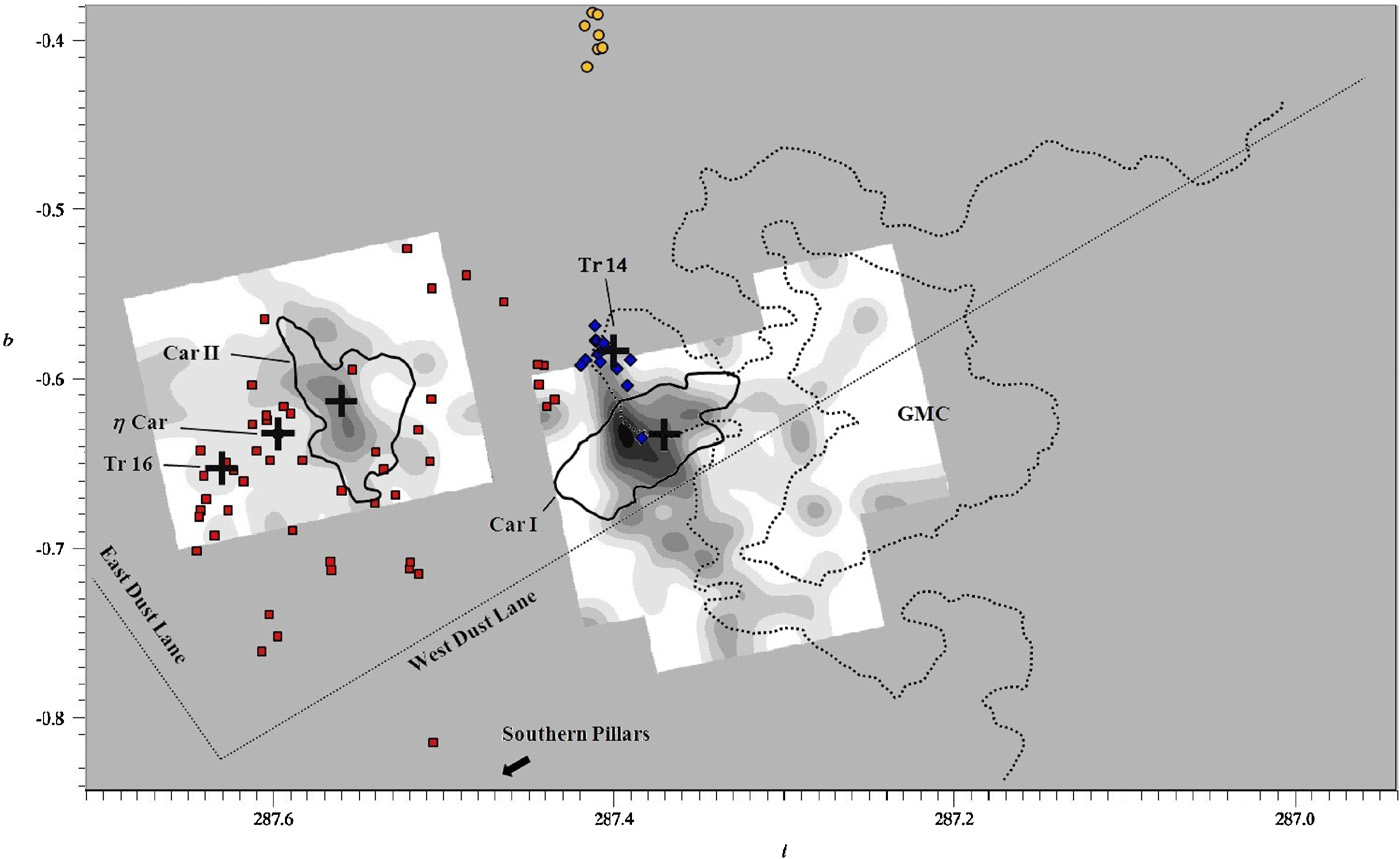 -0.4
-0.5
Tr 14
-0.6
b
Car II
η Car
GMC
Tr 16
Car I
-0.7
East Dust Lane
West Dust Lane
-0.8
Southern Pillars
287.6 287.4 287.2 287.0
l